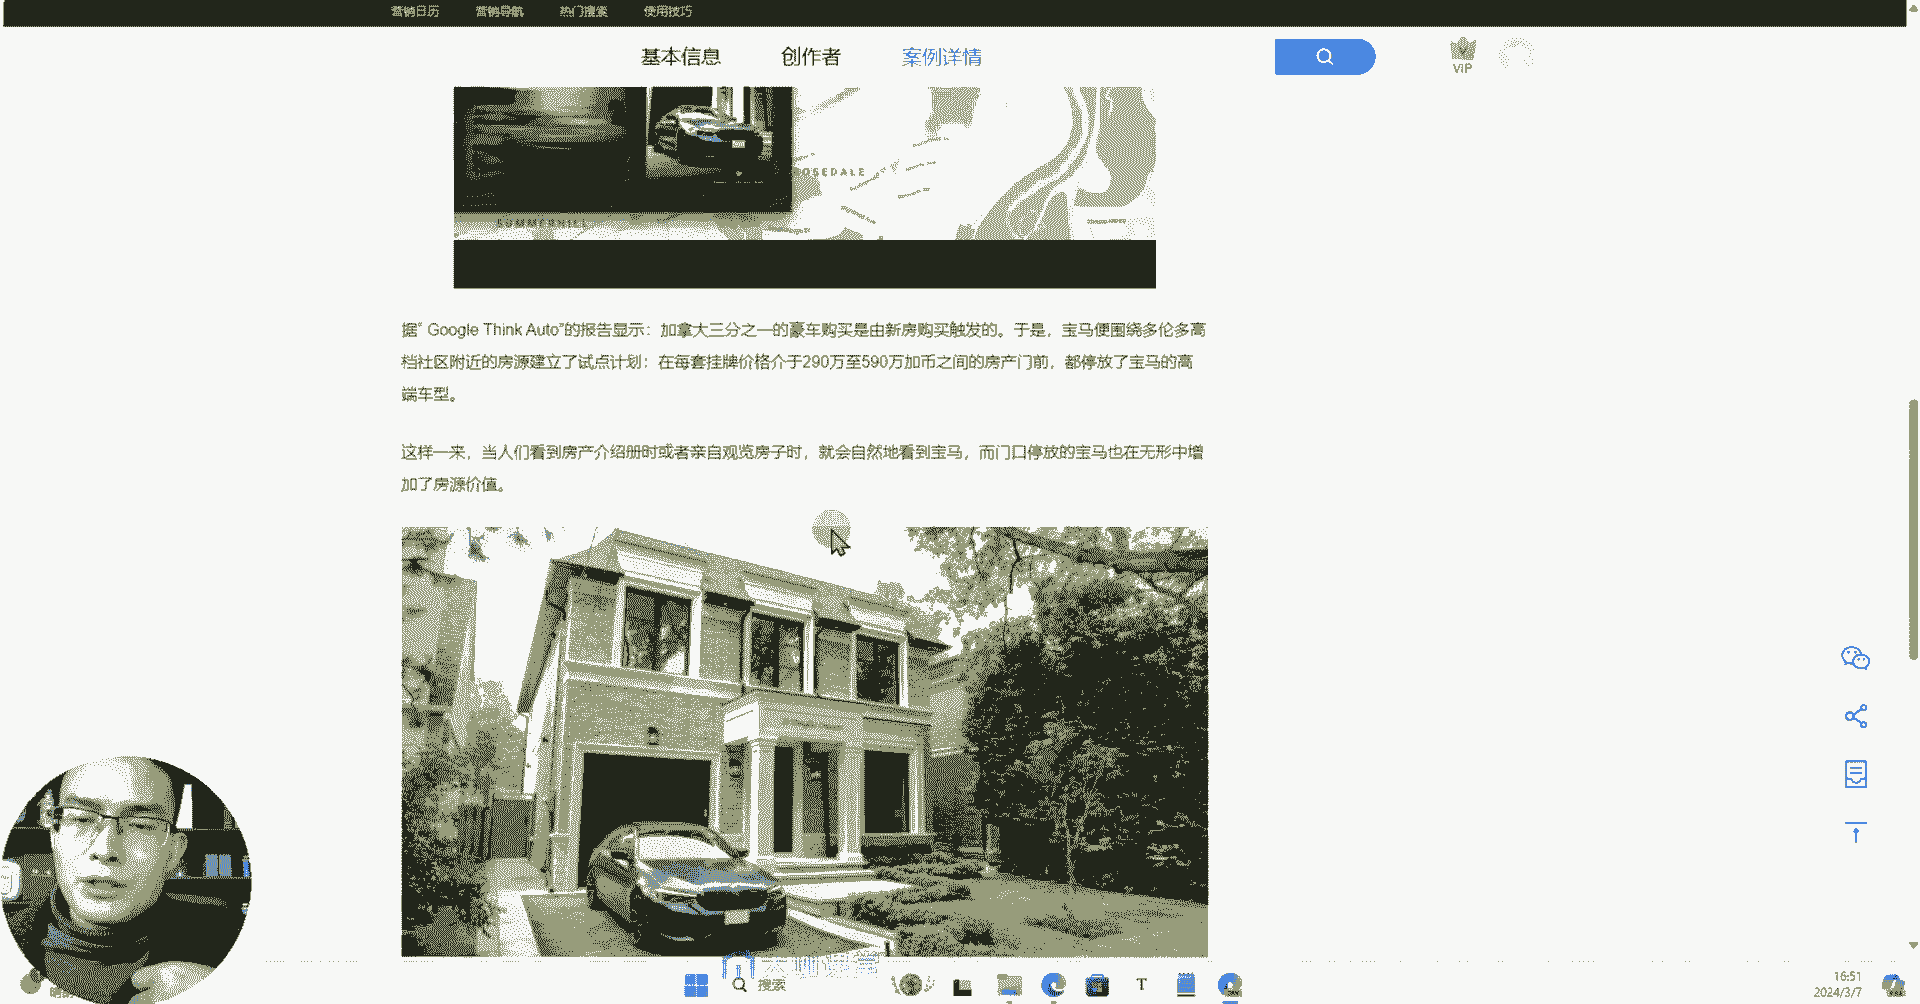 营销日历 营销导航 热门搜索 使用技巧
基本信息 创作者 案例详情
VIP
ROSEDALE
SUMMERHILL
据“ Google Think Auto”的报告显示：加拿大三分之一的豪车购买是由新房购买触发的。于是，宝马便围绕多伦多高
档社区附近的房源建立了试点计划：在每套挂牌价格介于290万至590万加币之间的房产门前，都停放了宝马的高
端车型。
这样一来，当人们看到房产介绍册时或者亲自观览房子时，就会自然地看到宝马，而门口停放的宝马也在无形中增
加了房源价值。
搜索
T
16:51
2024/3/7